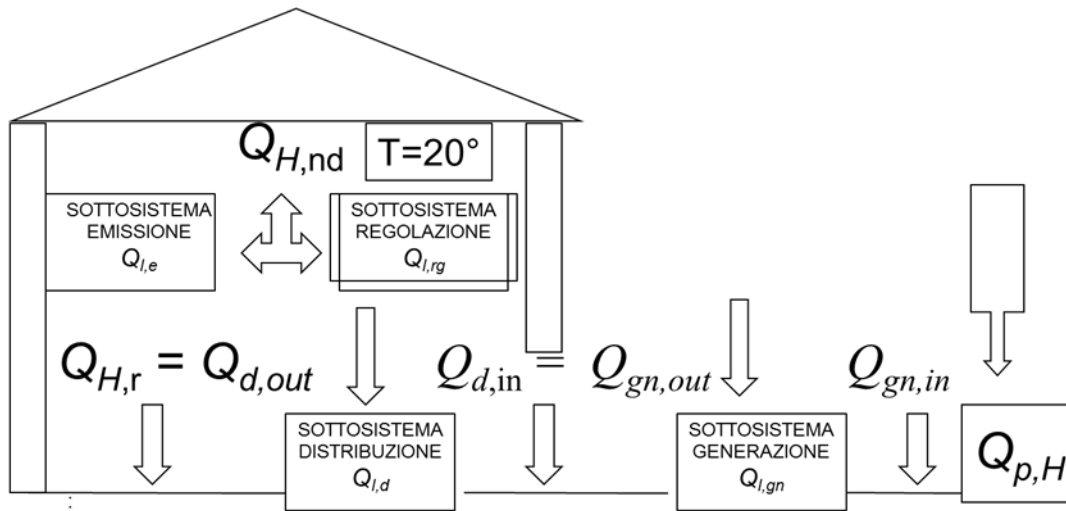 Q_H,nd T=20°
SOTTOSISTEMA
EMISSIONE
Q_l,e
SOTTOSISTEMA
REGOLAZIONE
Q_l,rg
Q_H,r = Q_d,out
Q_d,in = Q_gn,out
Q_gn,in
SOTTOSISTEMA
DISTRIBUZIONE
Q_l,d
SOTTOSISTEMA
GENERAZIONE
Q_l,gn
Q_p,H
: